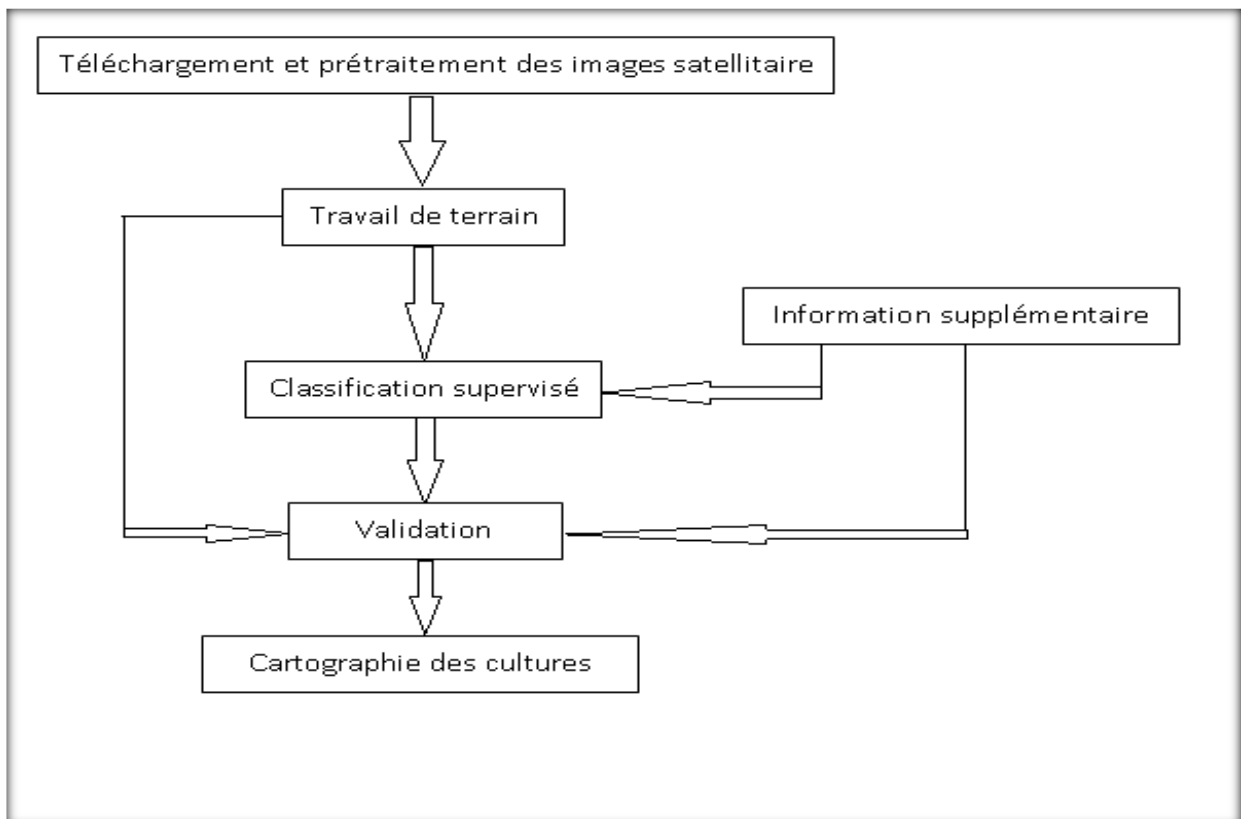 Téléchargement et prétraitement des images satellitaire
Travail de terrain
Information supplémentaire
Classification supervisé
Validation
Cartographie des cultures